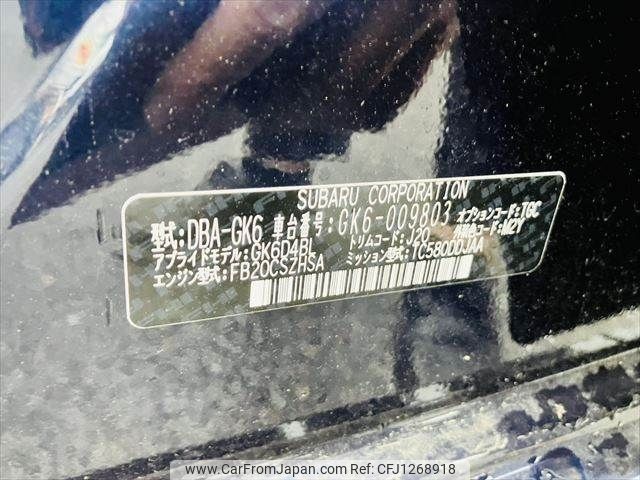 SUBARU CORPORATION
型式:DBA-GK6 車台番号:GK6-009803 オプションコード:TGC
アプライドモデル:GK6D4BL トリムコード:J20 外装色コード:M2Y
エンジン型式:FB20CSZHSA ミッション型式:TC580DDJAA
www.CarFromJapan.com | Ref No. CFJ1268918